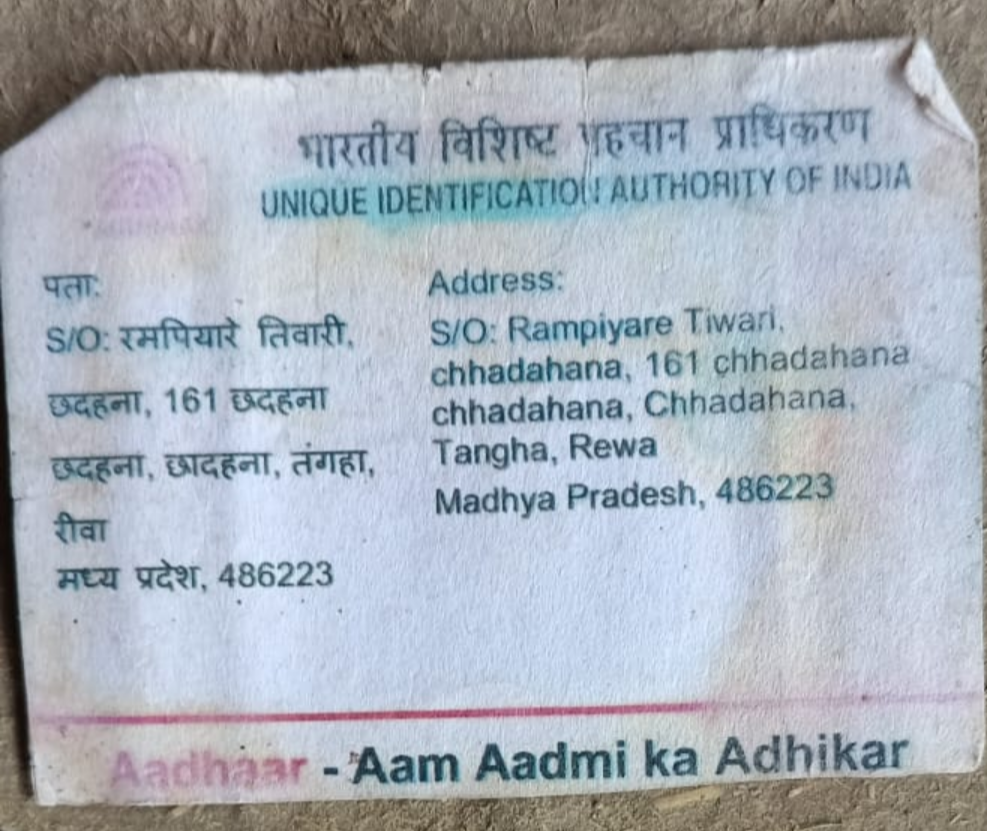 भारतीय विशिष्ट पहचान प्राधिकरण
UNIQUE IDENTIFICATION AUTHORITY OF INDIA
पता:
S/O: रमपियारे तिवारी,
छदहना, 161 छदहना
छदहना, छादहना, तंगहा,
रीवा
मध्य प्रदेश, 486223
Address:
S/O: Rampiyare Tiwari,
chhadahana, 161 chhadahana
chhadahana, Chhadahana,
Tangha, Rewa
Madhya Pradesh, 486223
Aadhaar - Aam Aadmi ka Adhikar